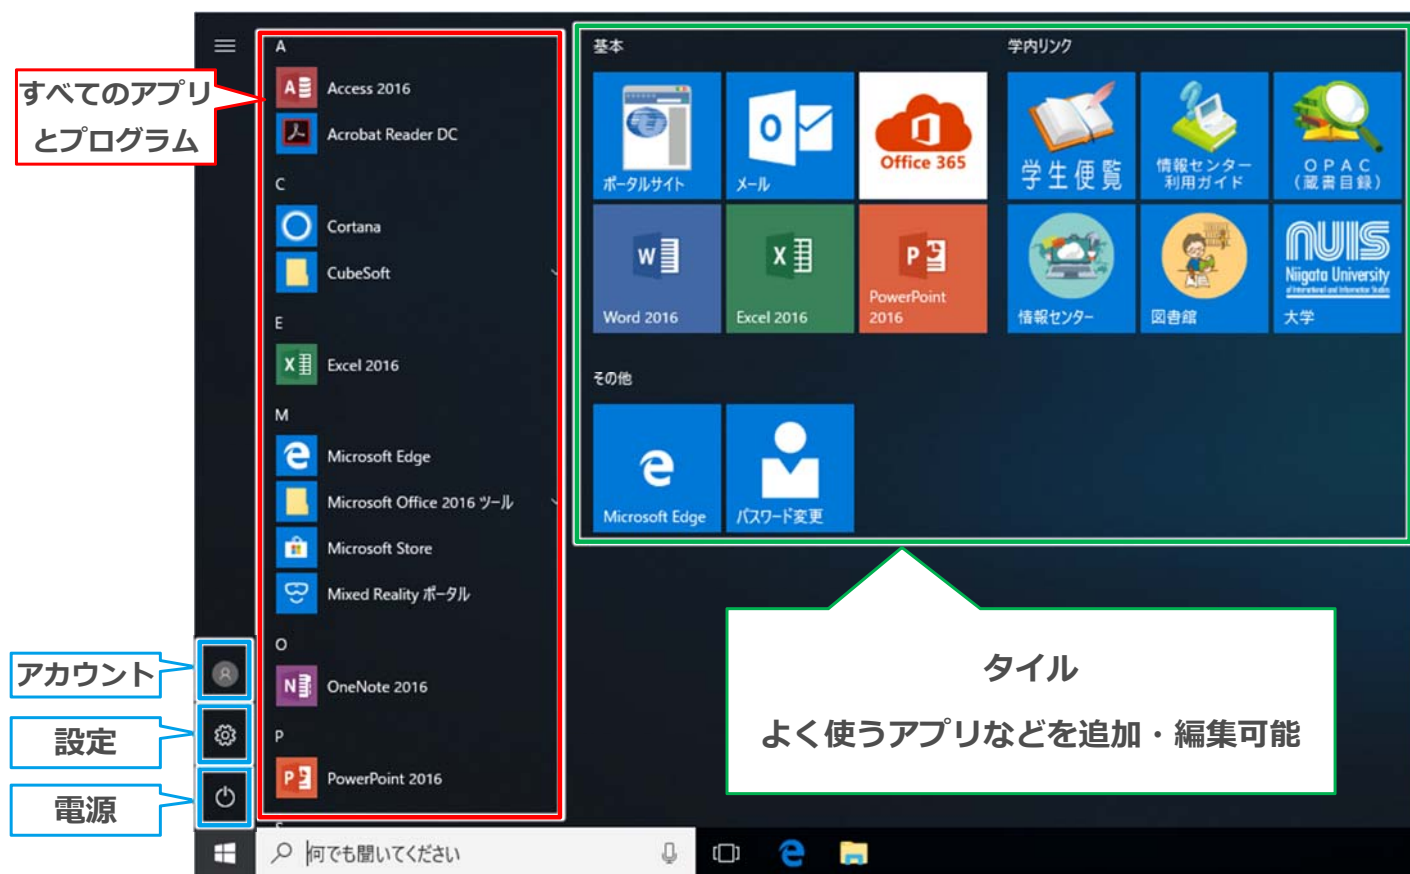 すべてのアプリ
とプログラム
アカウント
設定
電源
A
Access 2016
Acrobat Reader DC
C
Cortana
CubeSoft
E
Excel 2016
M
Microsoft Edge
Microsoft Office 2016 ツール
Microsoft Store
Mixed Reality ポータル
O
OneNote 2016
P
PowerPoint 2016
基本
ポータルサイト
メール
Office 365
Word 2016
Excel 2016
PowerPoint
2016
学内リンク
学生便覧
情報センター
利用ガイド
OPAC
(蔵書目録)
情報センター
図書館
NUIS
Niigata University
of International and Information Studies
大学
その他
Microsoft Edge
パスワード変更
タイル
よく使うアプリなどを追加・編集可能
何でも聞いてください